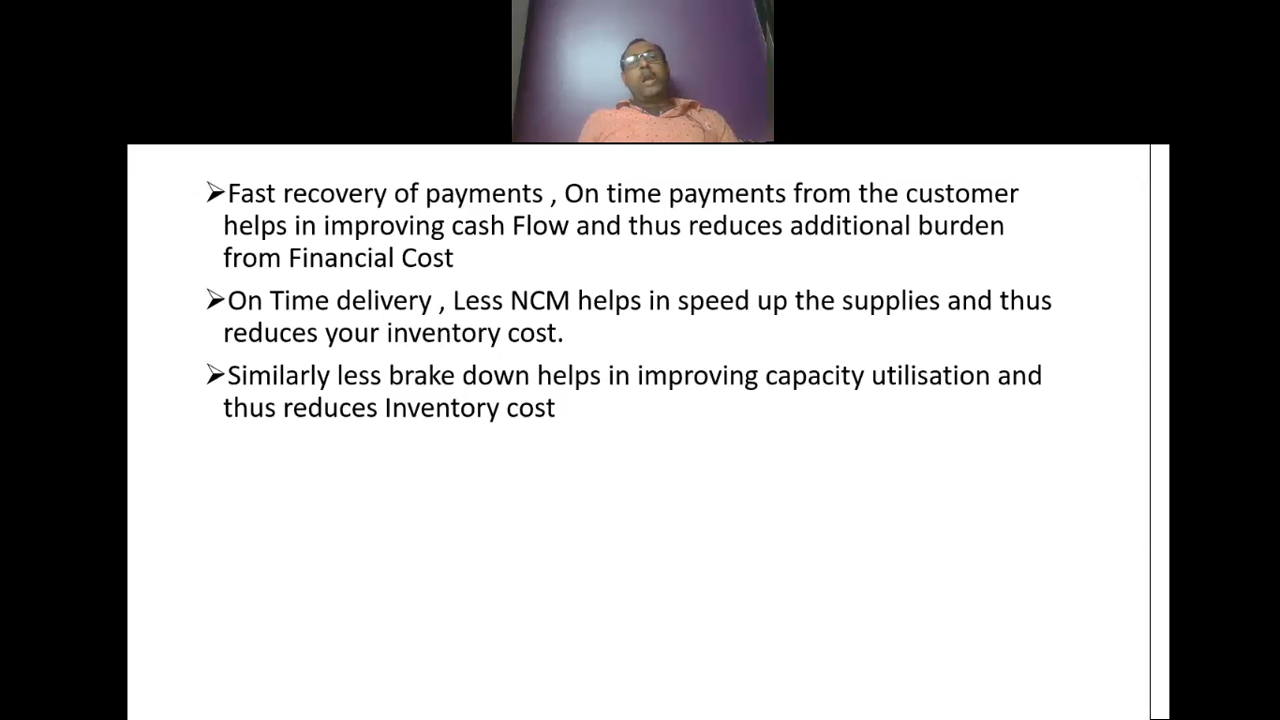 ➢Fast recovery of payments , On time payments from the customer
helps in improving cash Flow and thus reduces additional burden
from Financial Cost
➢On Time delivery , Less NCM helps in speed up the supplies and thus
reduces your inventory cost.
➢Similarly less brake down helps in improving capacity utilisation and
thus reduces Inventory cost